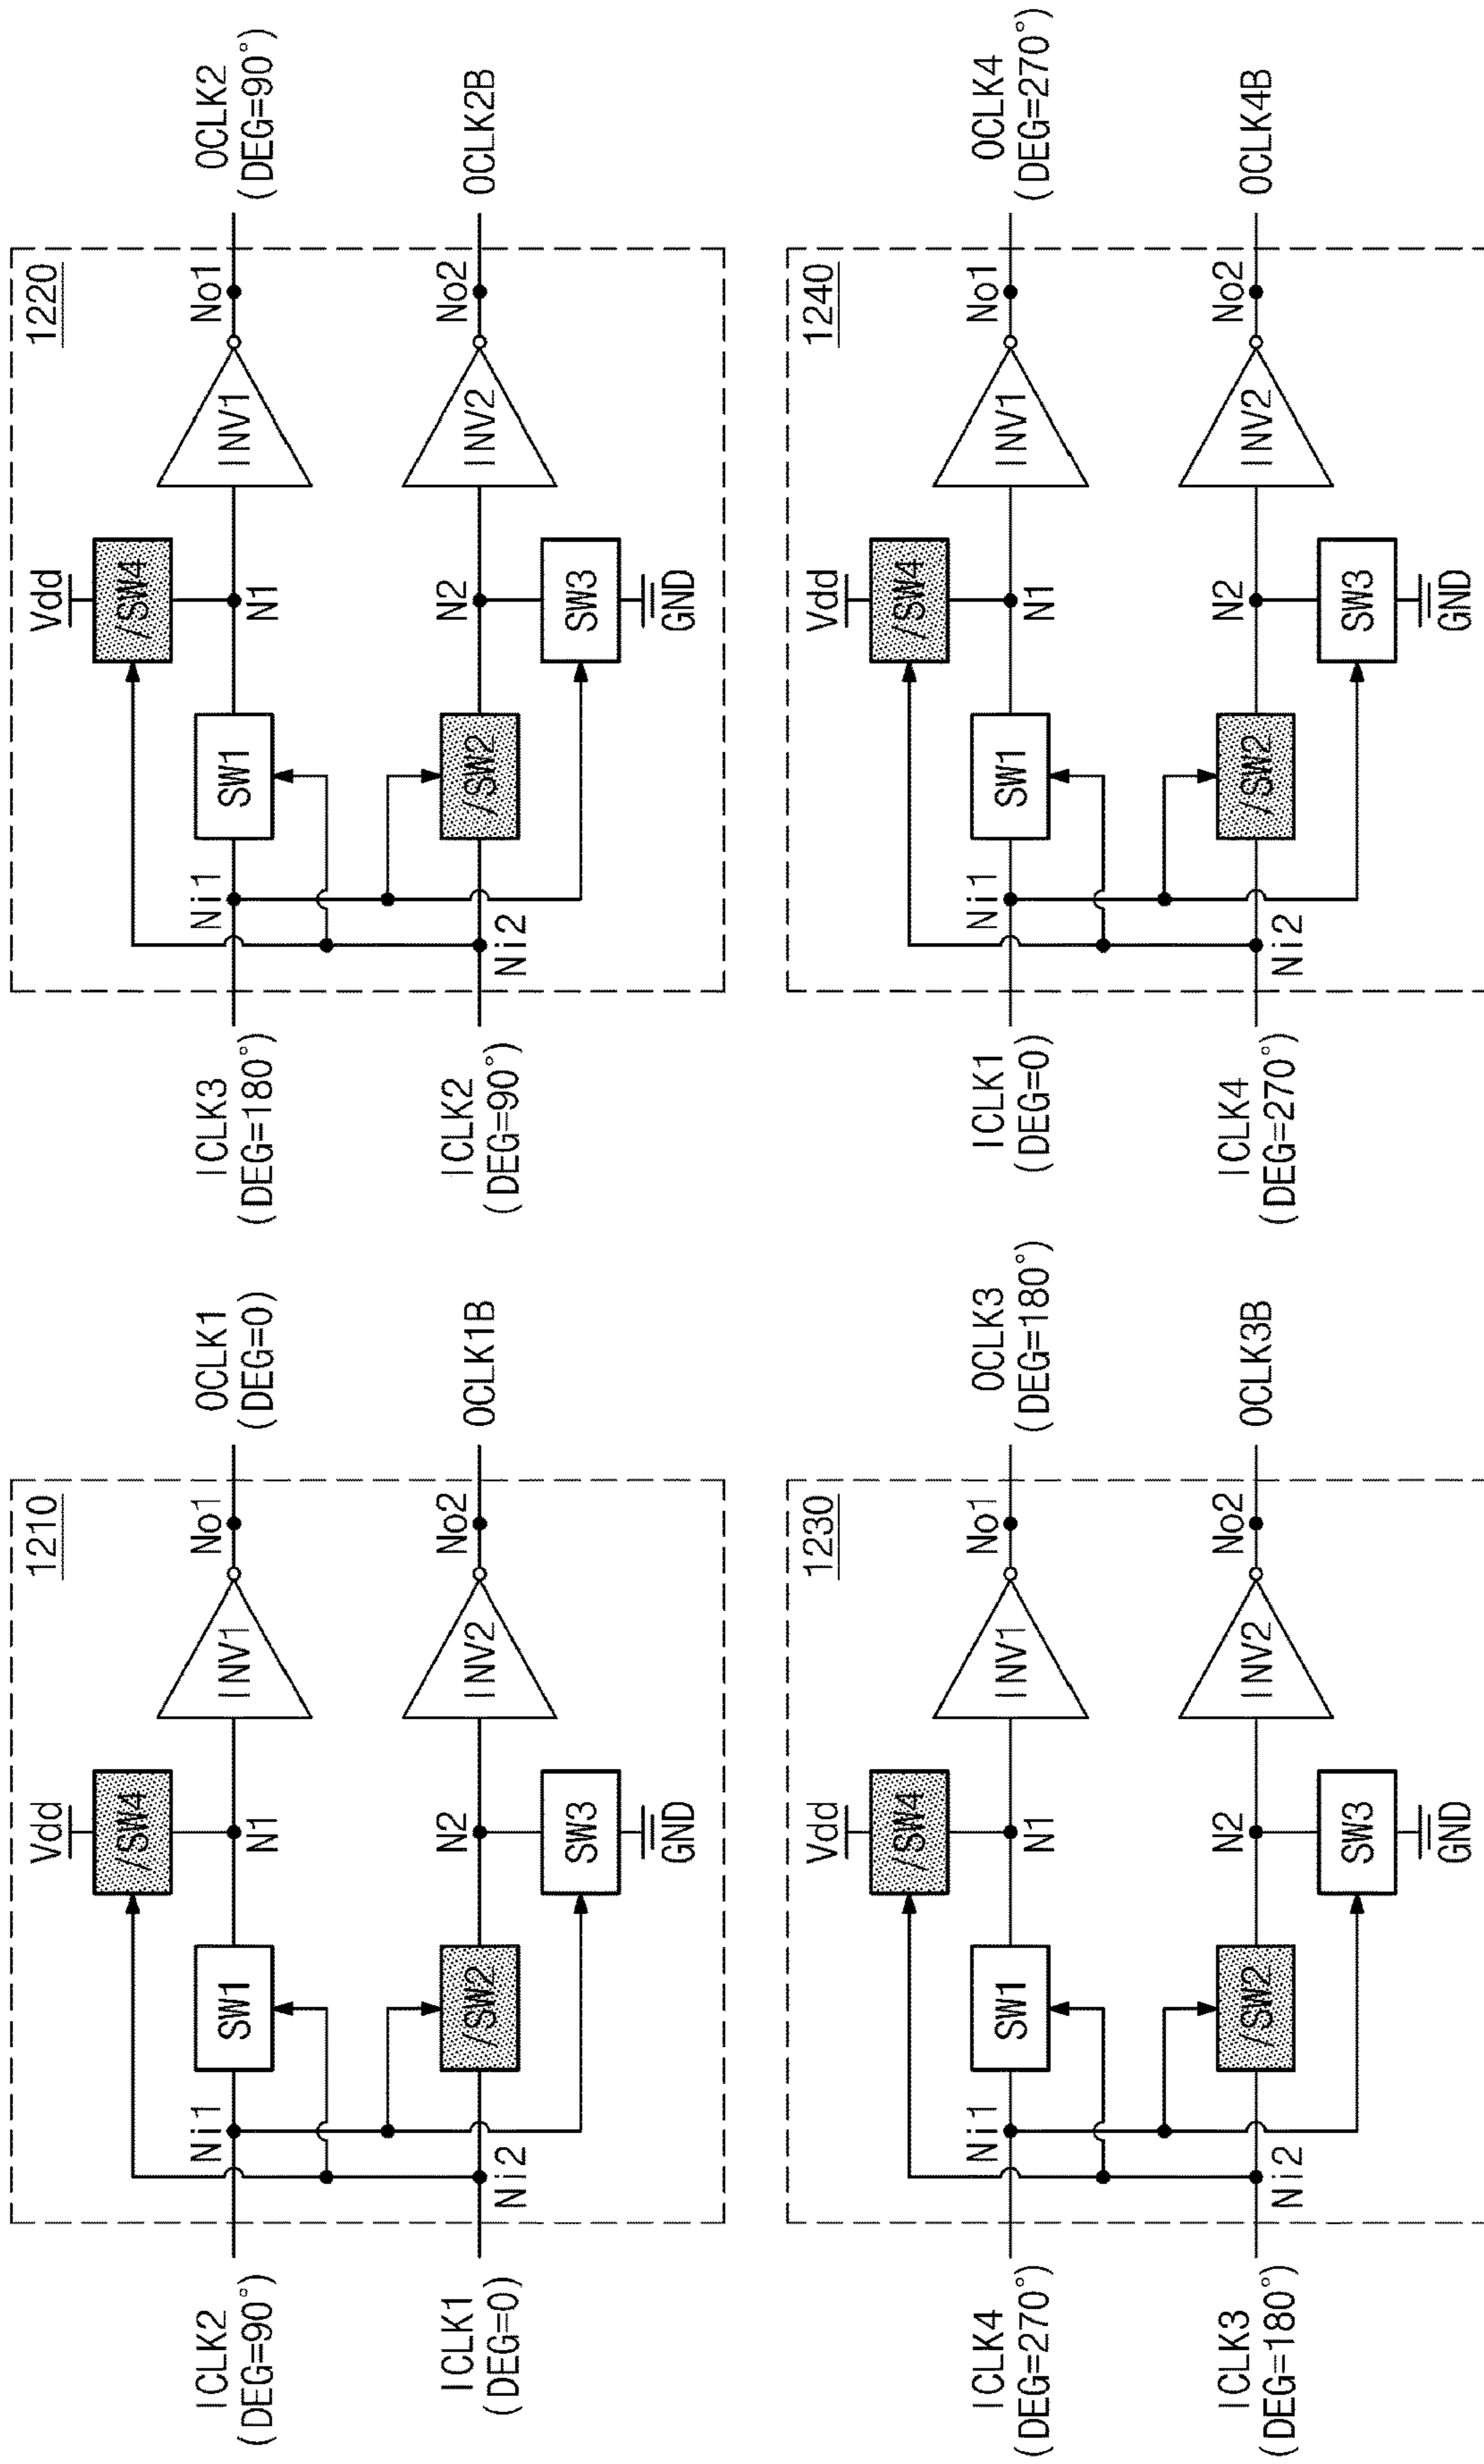 1210
ICLK2
(DEG=90°)
Ni1
SW1
Vdd
/SW4
N1
INV1
No1
OCLK1
(DEG=0)
ICLK1
(DEG=0)
Ni2
/SW2
N2
SW3
GND
INV2
No2
OCLK1B
1220
ICLK3
(DEG=180°)
Ni1
SW1
Vdd
/SW4
N1
INV1
No1
OCLK2
(DEG=90°)
ICLK2
(DEG=90°)
Ni2
/SW2
N2
SW3
GND
INV2
No2
OCLK2B
1230
ICLK4
(DEG=270°)
Ni1
SW1
Vdd
/SW4
N1
INV1
No1
OCLK3
(DEG=180°)
ICLK3
(DEG=180°)
Ni2
/SW2
N2
SW3
GND
INV2
No2
OCLK3B
1240
ICLK1
(DEG=0)
Ni1
SW1
Vdd
/SW4
N1
INV1
No1
OCLK4
(DEG=270°)
ICLK4
(DEG=270°)
Ni2
/SW2
N2
SW3
GND
INV2
No2
OCLK4B